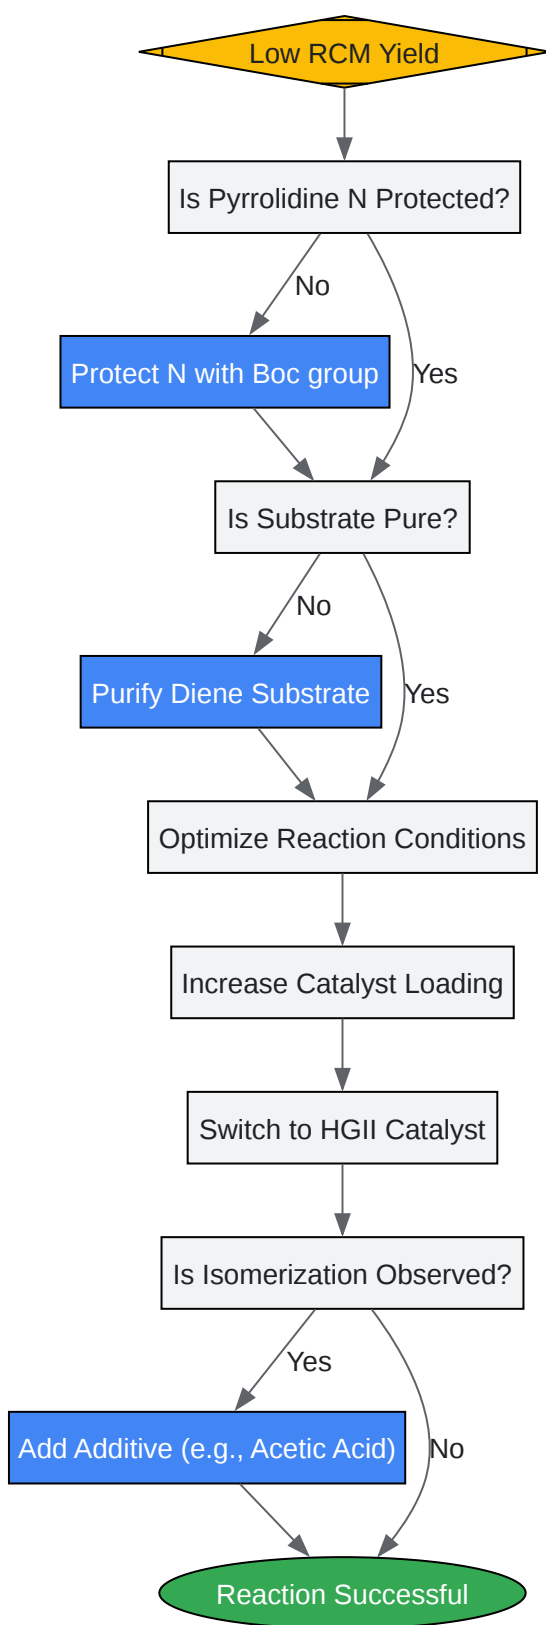 Low RCM Yield
Is Pyrrolidine N Protected?
No
Protect N with Boc group
Yes
Is Substrate Pure?
No
Purify Diene Substrate
Yes
Optimize Reaction Conditions
Increase Catalyst Loading
Switch to HGII Catalyst
Is Isomerization Observed?
Yes
Add Additive (e.g., Acetic Acid)
No
Reaction Successful